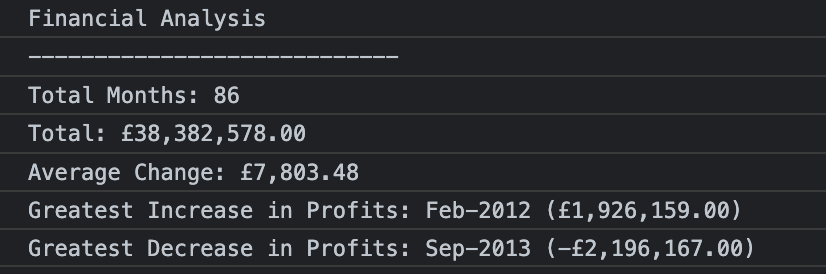 Financial Analysis
----------------------------
Total Months: 86
Total: £38,382,578.00
Average Change: £7,803.48
Greatest Increase in Profits: Feb-2012 (£1,926,159.00)
Greatest Decrease in Profits: Sep-2013 (-£2,196,167.00)